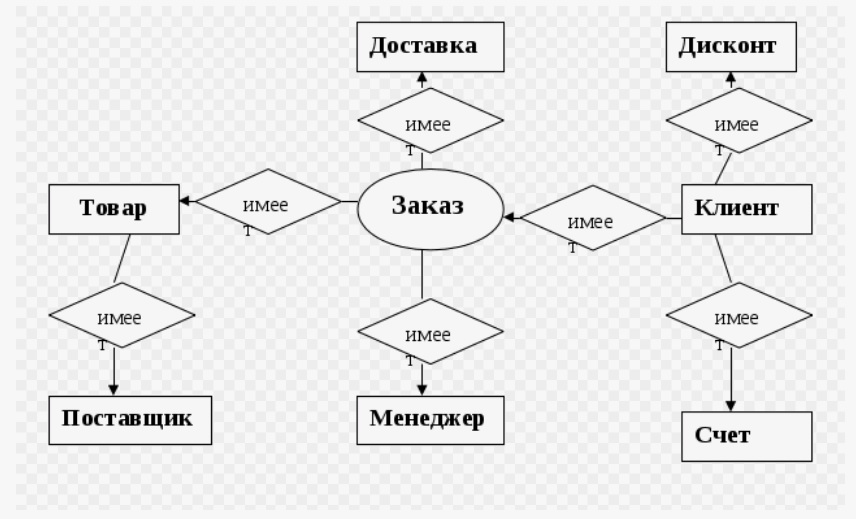 Доставка
Дисконт
имее
т
имее
т
Товар
имее
т
Заказ
имее
т
Клиент
имее
т
имее
т
имее
т
Поставщик
Менеджер
Счет